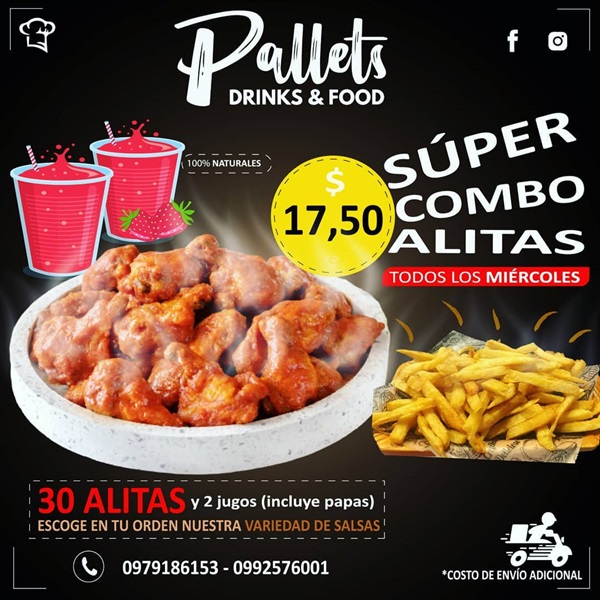 Pallets
DRINKS & FOOD
f
100% NATURALES
$
17,50
SÚPER
COMBO
ALITAS
TODOS LOS MIÉRCOLES
30 ALITAS y 2 jugos (incluye papas)
ESCOGE EN TU ORDEN NUESTRA VARIEDAD DE SALSAS
0979186153 - 0992576001
*COSTO DE ENVÍO ADICIONAL